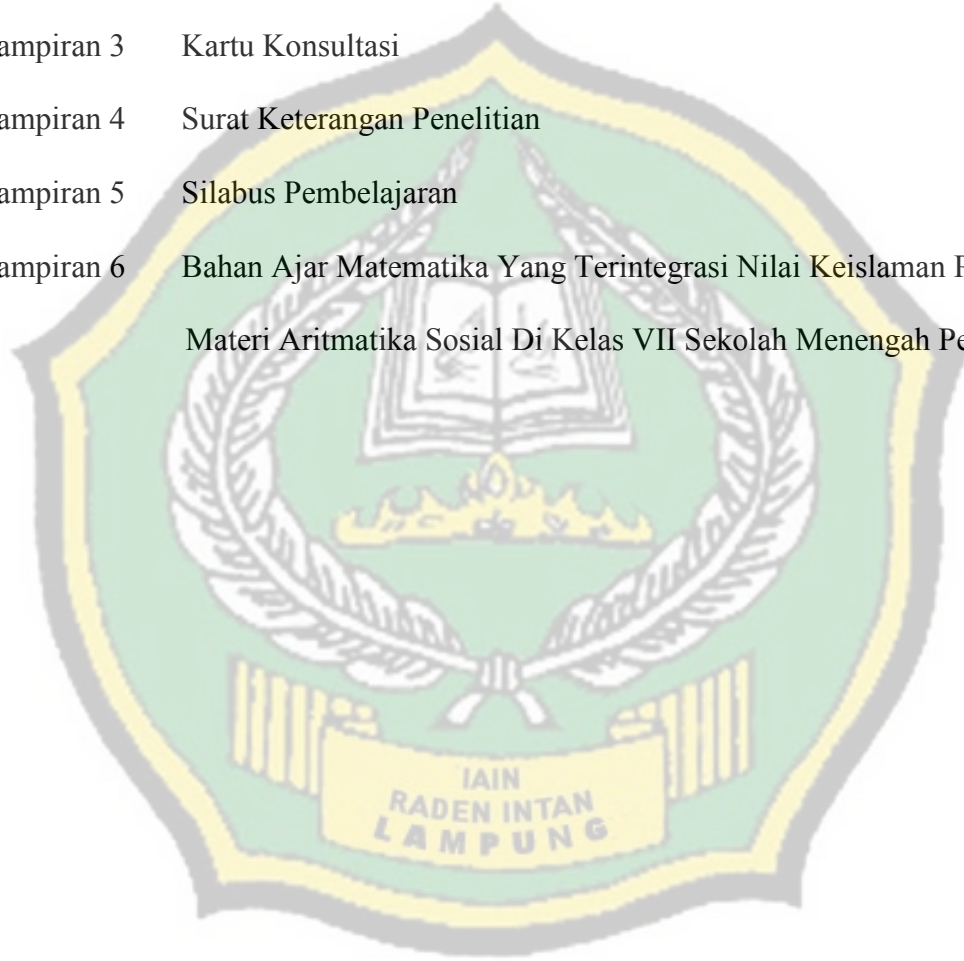 ampiran 3 Kartu Konsultasi
ampiran 4 Surat Keterangan Penelitian
ampiran 5 Silabus Pembelajaran
ampiran 6 Bahan Ajar Matematika Yang Terintegrasi Nilai Keislaman P
Materi Aritmatika Sosial Di Kelas VII Sekolah Menengah Pe
IAIN
RADEN INTAN
LAMPUNG